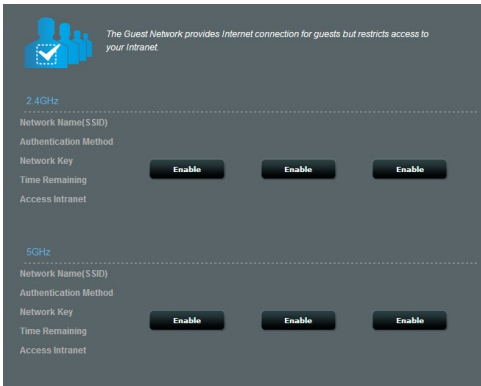 The Guest Network provides Internet connection for guests but restricts access to
your Intranet.
2.4GHz
Network Name(SSID)
Authentication Method
Network Key
Time Remaining
Access Intranet
Enable Enable Enable
5GHz
Network Name(SSID)
Authentication Method
Network Key
Time Remaining
Access Intranet
Enable Enable Enable